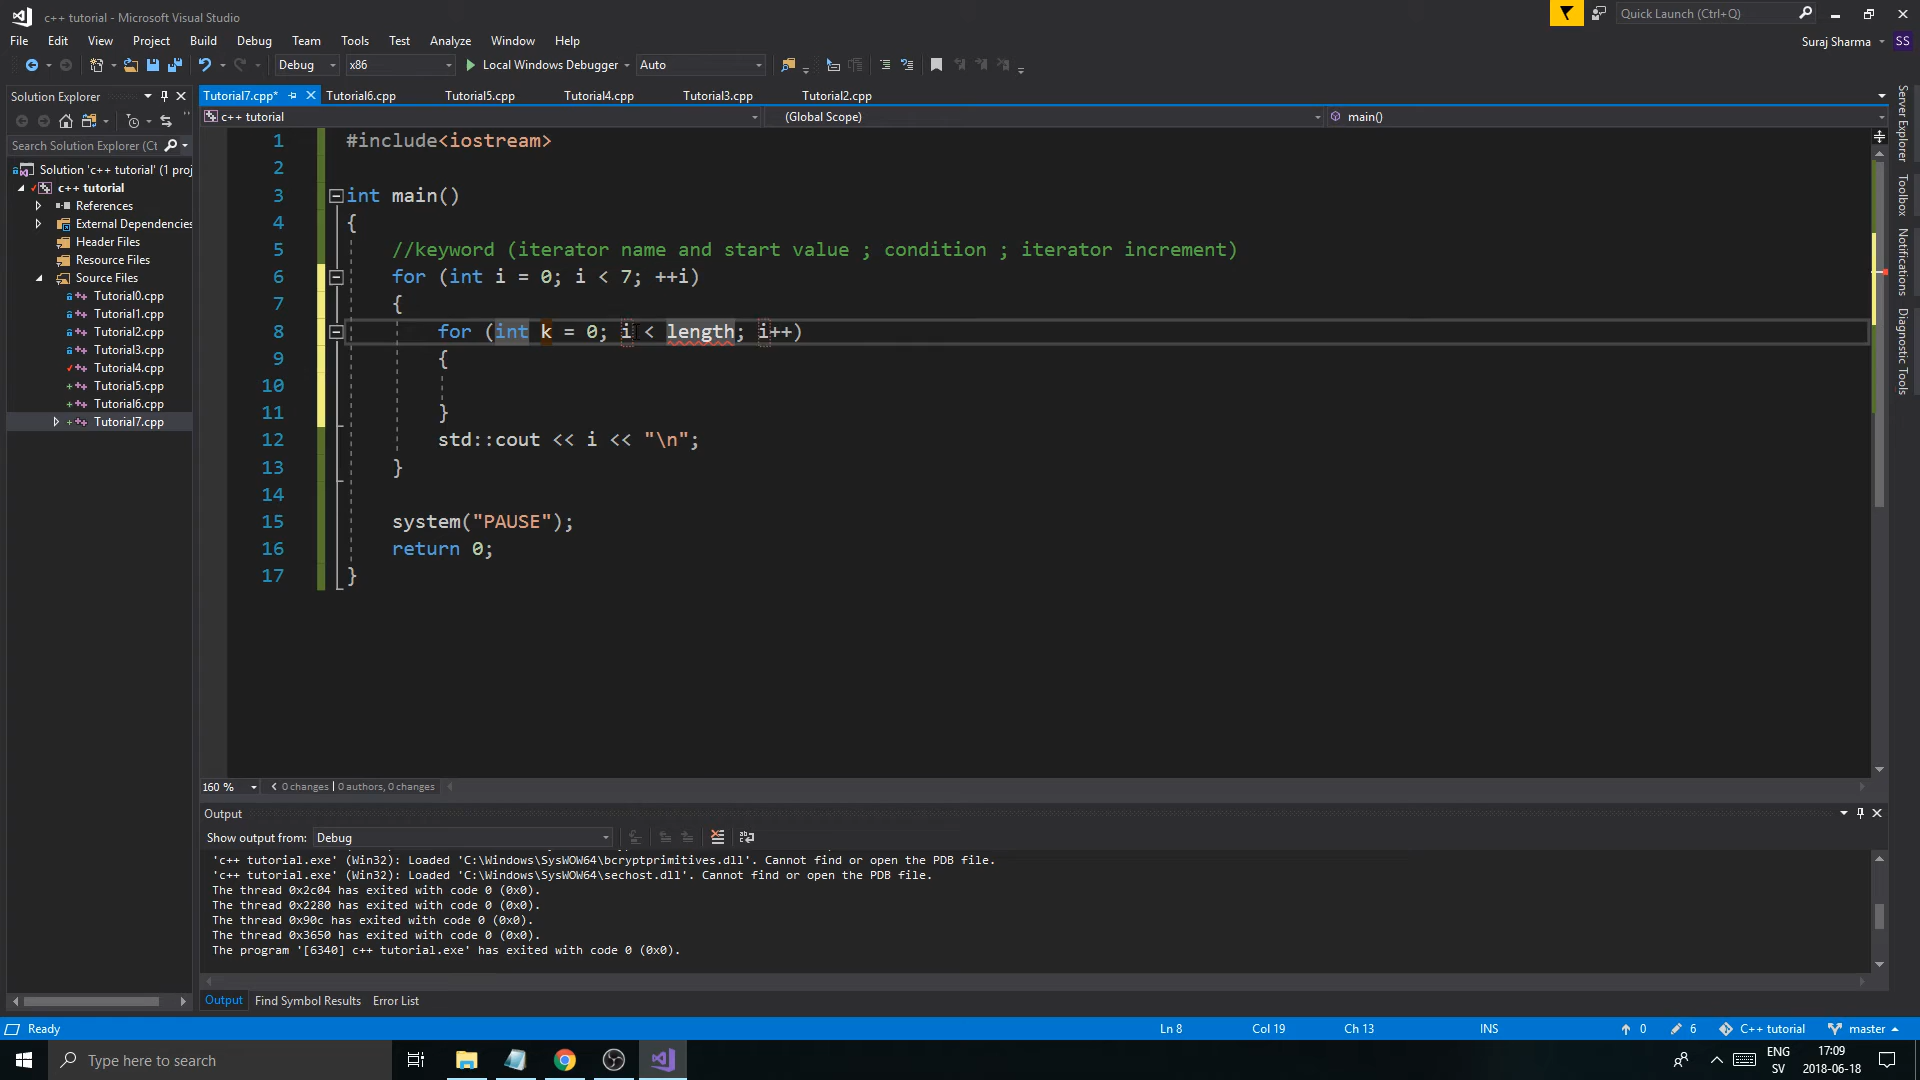 c++ tutorial - Microsoft Visual Studio
Quick Launch (Ctrl+Q)
File Edit View Project Build Debug Team Tools Test Analyze Window Help
Suraj Sharma SS
Debug x86 Local Windows Debugger Auto
Solution Explorer
Search Solution Explorer (Ct
Solution 'c++ tutorial' (1 proj
c++ tutorial
References
External Dependencies
Header Files
Resource Files
Source Files
Tutorial0.cpp
Tutorial1.cpp
Tutorial2.cpp
Tutorial3.cpp
Tutorial4.cpp
Tutorial5.cpp
Tutorial6.cpp
Tutorial7.cpp
Tutorial7.cpp* Tutorial6.cpp Tutorial5.cpp Tutorial4.cpp Tutorial3.cpp Tutorial2.cpp
c++ tutorial (Global Scope) main()
1 #include<iostream>
2
3 int main()
4 {
5 //keyword (iterator name and start value ; condition ; iterator increment)
6 for (int i = 0; i < 7; ++i)
7 {
8 for (int k = 0; i < length; i++)
9 {
10
11 }
12 std::cout << i << "\n";
13 }
14
15 system("PAUSE");
16 return 0;
17 }
160 % 0 changes | 0 authors, 0 changes
Output
Show output from: Debug
'c++ tutorial.exe' (Win32): Loaded 'C:\Windows\SysWOW64\bcryptprimitives.dll'. Cannot find or open the PDB file.
'c++ tutorial.exe' (Win32): Loaded 'C:\Windows\SysWOW64\sechost.dll'. Cannot find or open the PDB file.
The thread 0x2c04 has exited with code 0 (0x0).
The thread 0x2280 has exited with code 0 (0x0).
The thread 0x90c has exited with code 0 (0x0).
The thread 0x3650 has exited with code 0 (0x0).
The program '[6340] c++ tutorial.exe' has exited with code 0 (0x0).
Output Find Symbol Results Error List
Server Explorer
Toolbox
Notifications
Diagnostic Tools
Ready Ln 8 Col 19 Ch 13 INS 0 6 C++ tutorial master
Type here to search
ENG 17:09
SV 2018-06-18